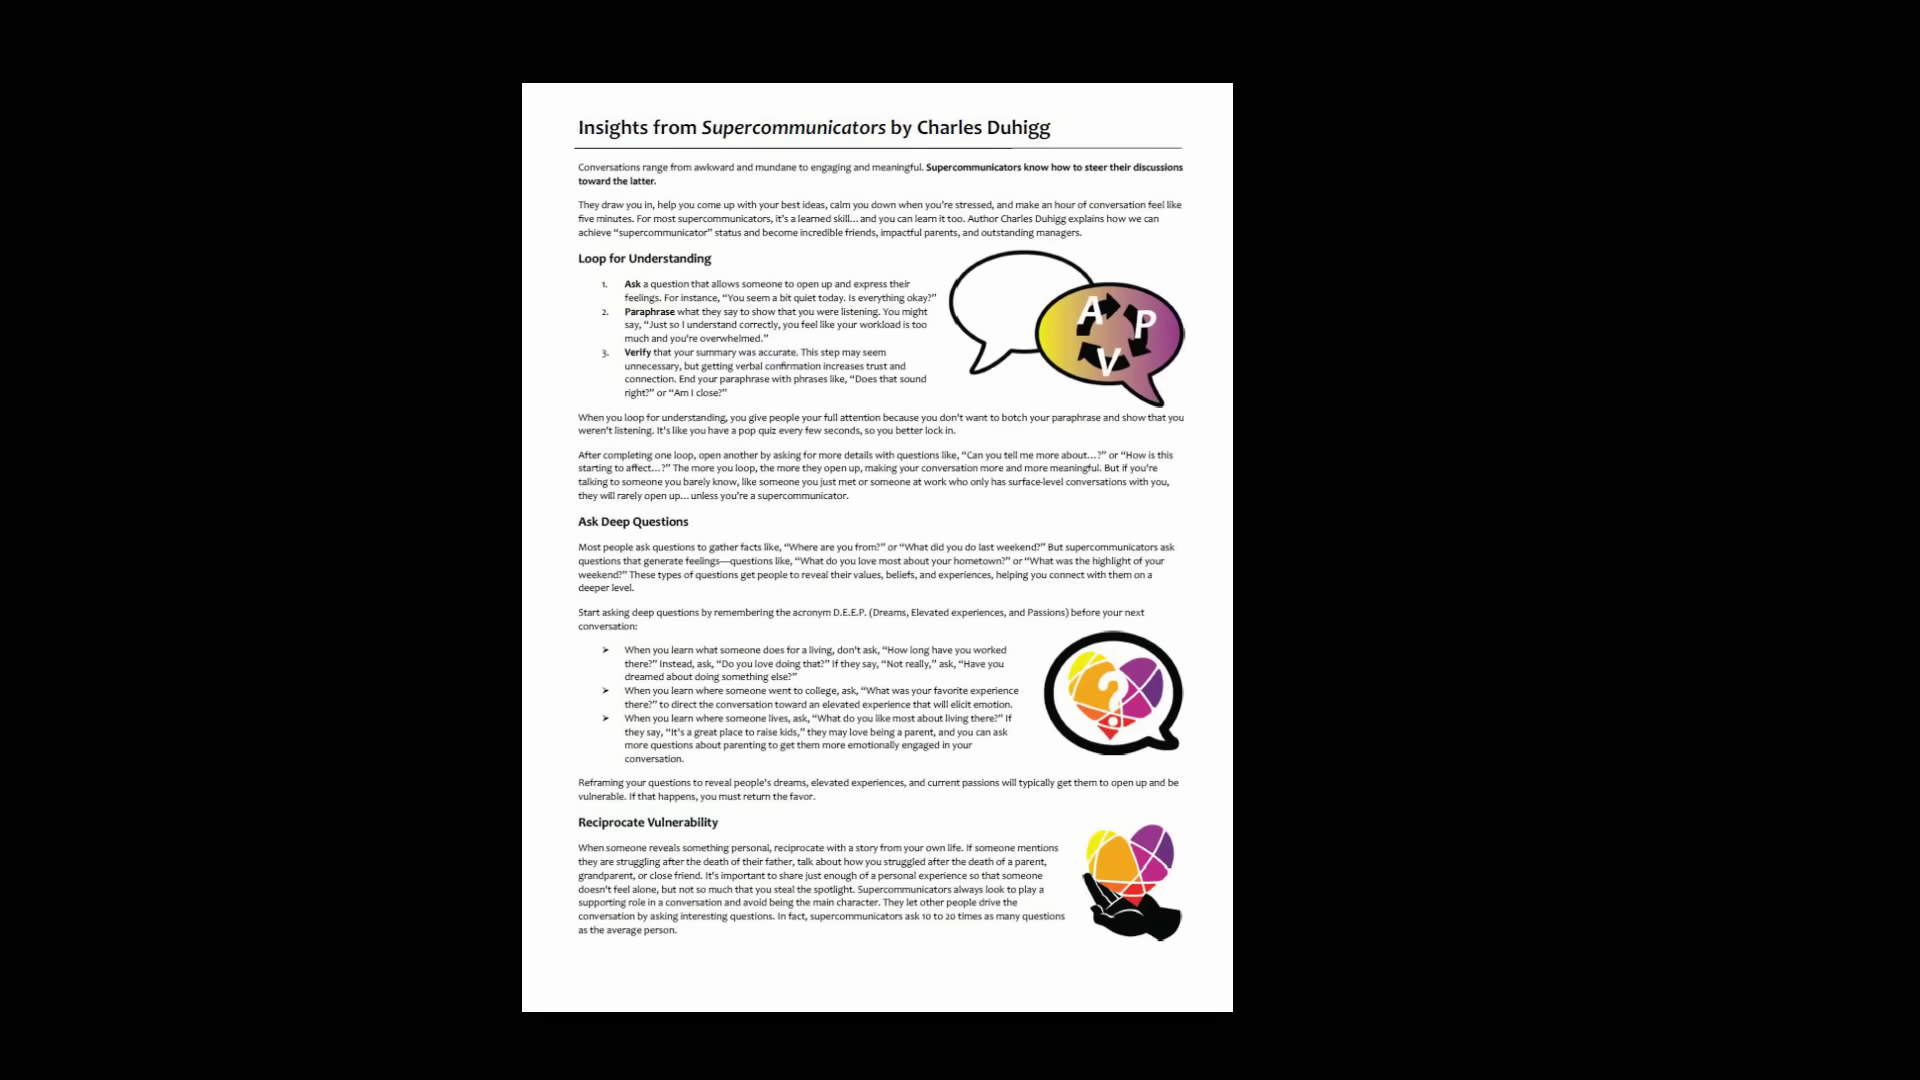 Insights from Supercommunicators by Charles Duhigg
Conversations range from awkward and mundane to engaging and meaningful. Supercommunicators know how to steer their discussions
toward the latter.
They draw you in, help you come up with your best ideas, calm you down when you're stressed, and make an hour of conversation feel like
five minutes. For most supercommunicators, it's a learned skill… and you can learn it too. Author Charles Duhigg explains how we can
achieve “supercommunicator” status and become incredible friends, impactful parents, and outstanding managers.
Loop for Understanding
1. Ask a question that allows someone to open up and express their
feelings. For instance, “You seem a bit quiet today. Is everything okay?”
2. Paraphrase what they say to show that you were listening. You might
say, “Just so I understand correctly, you feel like your workload is too
much and you're overwhelmed.”
3. Verify that your summary was accurate. This step may seem
unnecessary, but getting verbal confirmation increases trust and
connection. End your paraphrase with phrases like, “Does that sound
right?” or “Am I close?”
A
P
V
When you loop for understanding, you give people your full attention because you don't want to botch your paraphrase and show that you
weren't listening. It's like you have a pop quiz every few seconds, so you better lock in.
After completing one loop, open another by asking for more details with questions like, “Can you tell me more about…?” or “How is this
starting to affect…?” The more you loop, the more they open up, making your conversation more and more meaningful. But if you're
talking to someone you barely know, like someone you just met or someone at work who only has surface-level conversations with you,
they will rarely open up… unless you're a supercommunicator.
Ask Deep Questions
Most people ask questions to gather facts like, “Where are you from?” or “What did you do last weekend?” But supercommunicators ask
questions that generate feelings—questions like, “What do you love most about your hometown?” or “What was the highlight of your
weekend?” These types of questions get people to reveal their values, beliefs, and experiences, helping you connect with them on a
deeper level.
Start asking deep questions by remembering the acronym D.E.E.P. (Dreams, Elevated experiences, and Passions) before your next
conversation:
➤ When you learn what someone does for a living, don't ask, “How long have you worked
there?” Instead, ask, “Do you love doing that?” If they say, “Not really,” ask, “Have you
dreamed about doing something else?”
➤ When you learn where someone went to college, ask, “What was your favorite experience
there?” to direct the conversation toward an elevated experience that will elicit emotion.
➤ When you learn where someone lives, ask, “What do you like most about living there?” If
they say, “It's a great place to raise kids,” they may love being a parent, and you can ask
more questions about parenting to get them more emotionally engaged in your
conversation.
?
Reframing your questions to reveal people's dreams, elevated experiences, and current passions will typically get them to open up and be
vulnerable. If that happens, you must return the favor.
Reciprocate Vulnerability
When someone reveals something personal, reciprocate with a story from your own life. If someone mentions
they are struggling after the death of their father, talk about how you struggled after the death of a parent,
grandparent, or close friend. It's important to share just enough of a personal experience so that someone
doesn't feel alone, but not so much that you steal the spotlight. Supercommunicators always look to play a
supporting role in a conversation and avoid being the main character. They let other people drive the
conversation by asking interesting questions. In fact, supercommunicators ask 10 to 20 times as many questions
as the average person.